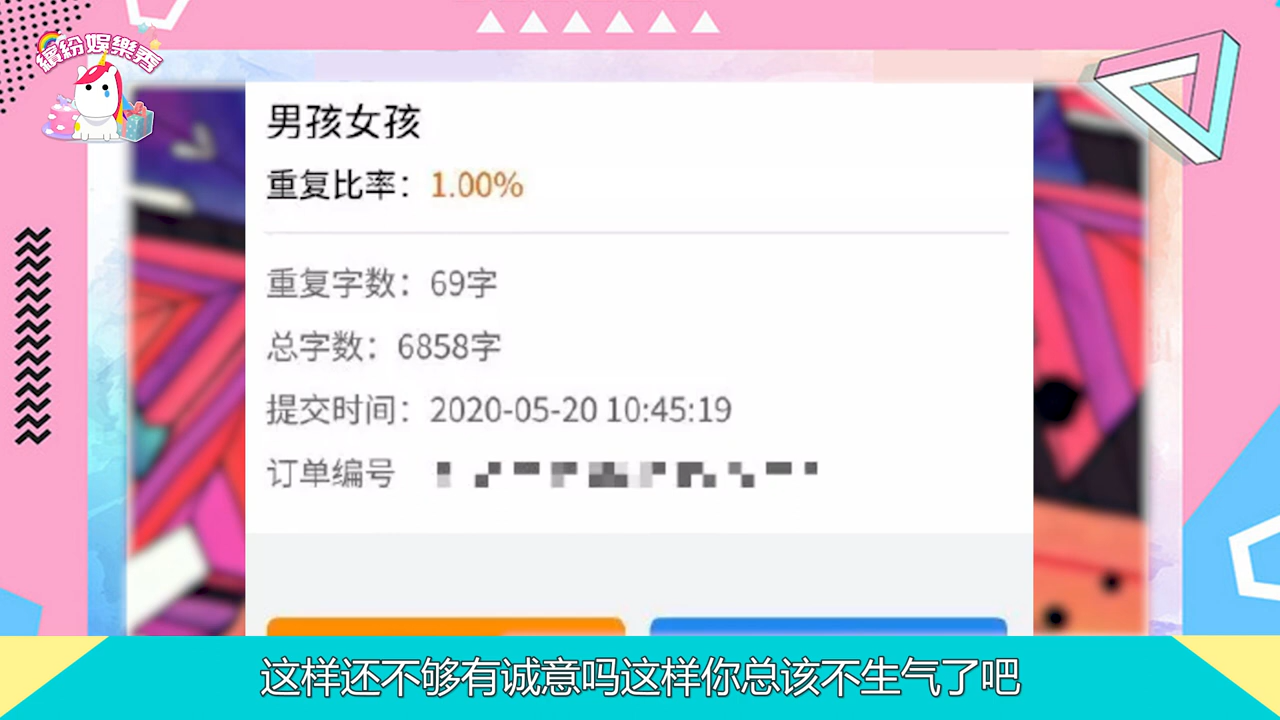 繽紛娛樂秀
男孩女孩
重复比率：1.00%
重复字数：69字
总字数：6858字
提交时间：2020-05-20 10:45:19
订单编号
这样还不够有诚意吗这样你总该不生气了吧